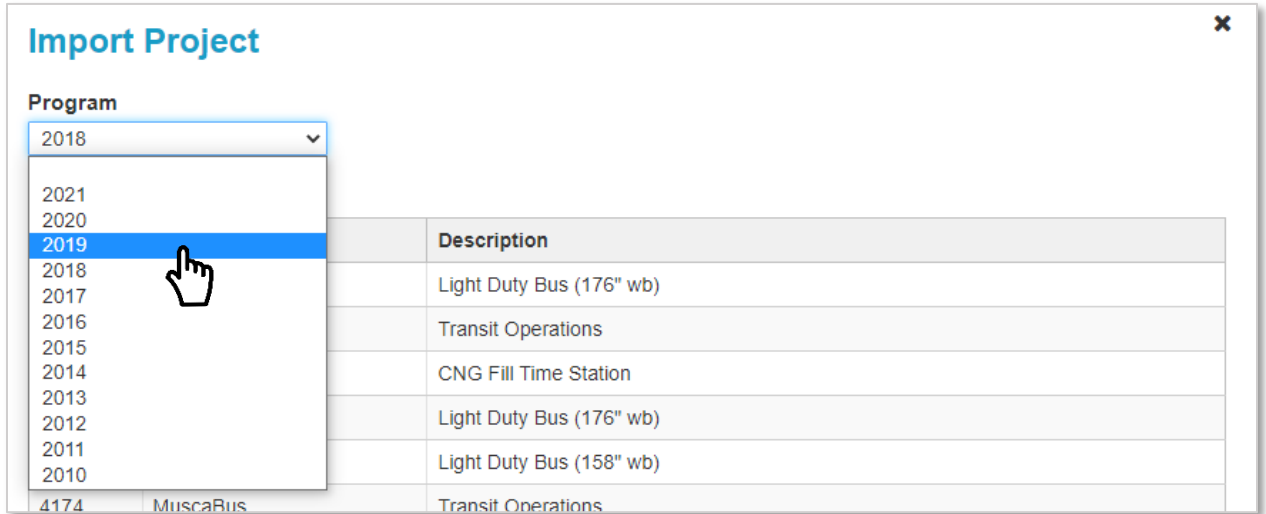 Import Project
Program
2018
2021
2020
2019
2018
2017
2016
2015
2014
2013
2012
2011
2010
Description
Light Duty Bus (176" wb)
Transit Operations
CNG Fill Time Station
Light Duty Bus (176" wb)
Light Duty Bus (158" wb)
4174 MuscaBus Transit Operations